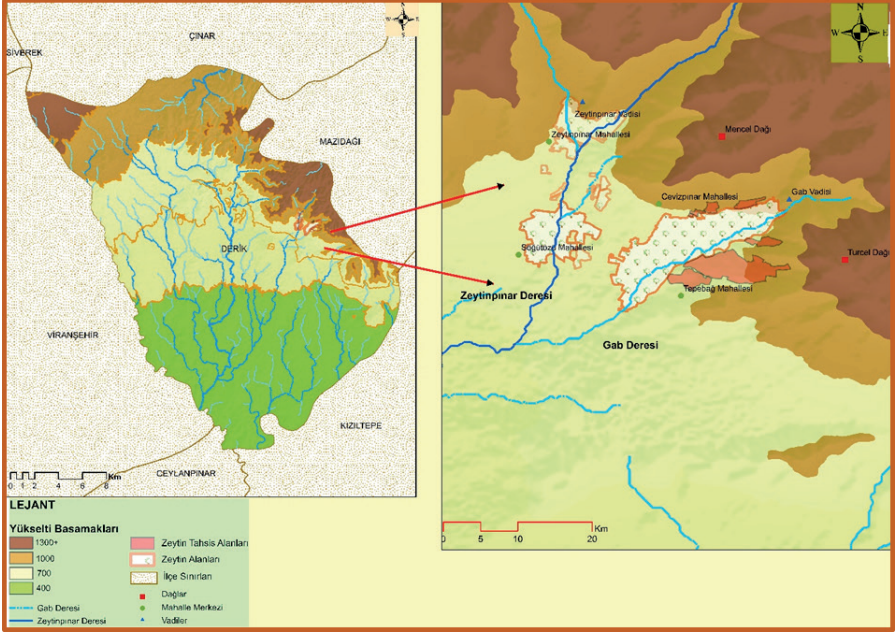 ÇINAR
SİVEREK
MAZIDAĞI
DERİK
VİRANŞEHİR
KIZILTEPE
CEYLANPINAR
0 1 2 4 6 8 Km
N
W E
S
Zeytinpınar Vadisi
Zeytinpınar Mahallesi
Mencel Dağı
Cevizpınar Mahallesi
Gab Vadisi
Söğütözü Mahallesi
Turcel Dağı
Zeytinpınar Deresi
Tepebağ Mahallesi
Gab Deresi
0 5 10 20 Km
LEJANT
Yükselti Basamakları
1300+
1000
700
400
Gab Deresi
Zeytinpınar Deresi
Zeytin Tahsis Alanları
Zeytin Alanları
İlçe Sınırları
Dağlar
Mahalle Merkezi
Vadiler